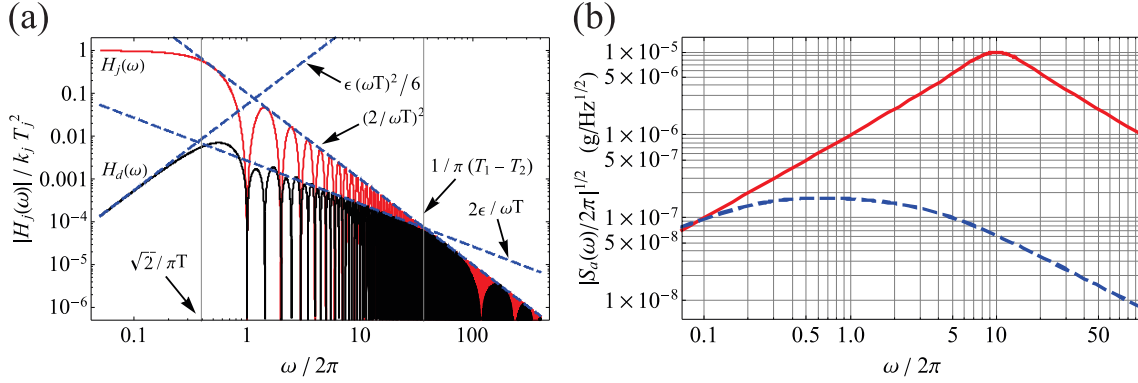 (a)
|H_j(ω)| / k_j T_j^2
1
0.1
0.01
0.001
10^-4
10^-5
10^-6
H_j(ω)
H_d(ω)
ϵ (ωT)^2 / 6
(2/ωT)^2
1 / π (T_1 − T_2)
2ϵ / ωT
√2 / πT
0.1 1 10 100
ω / 2π
(b)
|S_a(ω)/2π|^1/2 (g/Hz^1/2)
1 × 10^-5
5 × 10^-6
1 × 10^-6
5 × 10^-7
1 × 10^-7
5 × 10^-8
1 × 10^-8
0.1 0.5 1.0 5 10 50
ω / 2π